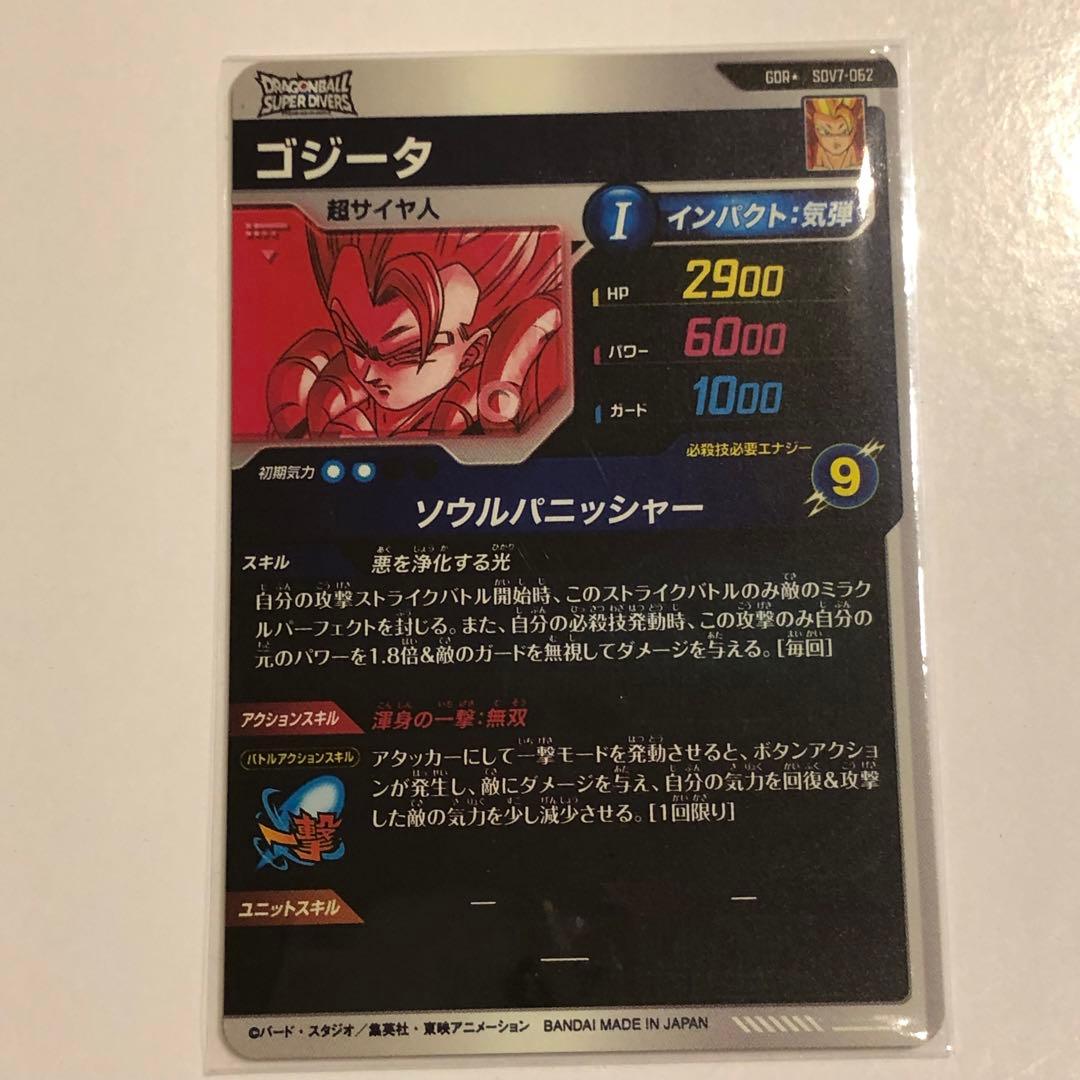 DRAGONBALL
SUPER DIVERS
GDR★ SDV7-062
ゴジータ
超サイヤ人
I インパクト:気弾
HP 2900
パワー 6000
ガード 1000
必殺技必要エナジー
9
初期気力
ソウルパニッシャー
スキル 悪を浄化する光
自分の攻撃ストライクバトル開始時、このストライクバトルのみ敵のミラク
ルパーフェクトを封じる。また、自分の必殺技発動時、この攻撃のみ自分の
元のパワーを1.8倍&敵のガードを無視してダメージを与える。[毎回]
アクションスキル 渾身の一撃:無双
バトルアクションスキル
アタッカーにして一撃モードを発動させると、ボタンアクショ
ンが発生し、敵にダメージを与え、自分の気力を回復&攻撃
した敵の気力を少し減少させる。[1回限り]
一撃
ユニットスキル — —
—
©バード・スタジオ/集英社・東映アニメーション BANDAI MADE IN JAPAN